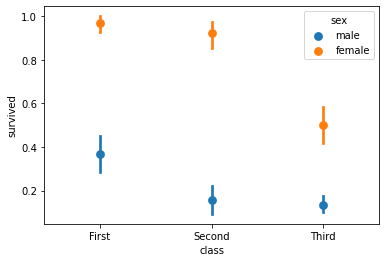 1.0
0.8
0.6
0.4
0.2
survived
sex
male
female
First
Second
Third
class